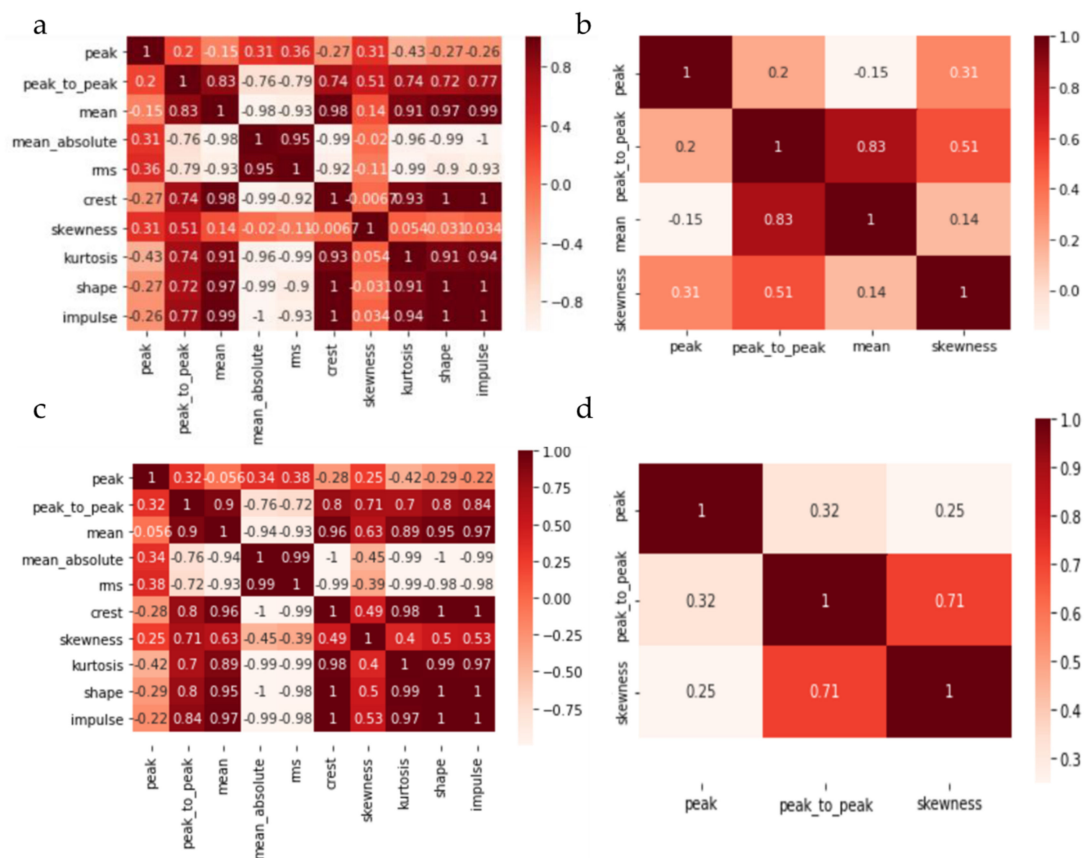 a
peak 1 0.2 -0.15 0.31 0.36 -0.27 0.31 -0.43 -0.27 -0.26
peak_to_peak 0.2 1 0.83 -0.76 -0.79 0.74 0.51 0.74 0.72 0.77
mean -0.15 0.83 1 -0.98 -0.93 0.98 0.14 0.91 0.97 0.99
mean_absolute 0.31 -0.76 -0.98 1 0.95 -0.99 -0.02 -0.96 -0.99 -1
rms 0.36 -0.79 -0.93 0.95 1 -0.92 -0.11 -0.99 -0.9 -0.93
crest -0.27 0.74 0.98 -0.99 -0.92 1 -0.0067 0.93 1 1
skewness 0.31 0.51 0.14 -0.02 -0.11 -0.0067 1 0.054 -0.031 0.034
kurtosis -0.43 0.74 0.91 -0.96 -0.99 0.93 0.054 1 0.91 0.94
shape -0.27 0.72 0.97 -0.99 -0.9 1 -0.031 0.91 1 1
impulse -0.26 0.77 0.99 -1 -0.93 1 0.034 0.94 1 1
peak peak_to_peak mean mean_absolute rms crest skewness kurtosis shape impulse
0.8
0.4
0.0
−0.4
−0.8
b
peak 1 0.2 -0.15 0.31
peak_to_peak 0.2 1 0.83 0.51
mean -0.15 0.83 1 0.14
skewness 0.31 0.51 0.14 1
peak peak_to_peak mean skewness
1.0
0.8
0.6
0.4
0.2
0.0
c
peak 1 0.32 -0.056 0.34 0.38 -0.28 0.25 -0.42 -0.29 -0.22
peak_to_peak 0.32 1 0.9 -0.76 -0.72 0.8 0.71 0.7 0.8 0.84
mean -0.056 0.9 1 -0.94 -0.93 0.96 0.63 0.89 0.95 0.97
mean_absolute 0.34 -0.76 -0.94 1 0.99 -1 -0.45 -0.99 -1 -0.99
rms 0.38 -0.72 -0.93 0.99 1 -0.99 -0.39 -0.99 -0.98 -0.98
crest -0.28 0.8 0.96 -1 -0.99 1 0.49 0.98 1 1
skewness 0.25 0.71 0.63 -0.45 -0.39 0.49 1 0.4 0.5 0.53
kurtosis -0.42 0.7 0.89 -0.99 -0.99 0.98 0.4 1 0.99 0.97
shape -0.29 0.8 0.95 -1 -0.98 1 0.5 0.99 1 1
impulse -0.22 0.84 0.97 -0.99 -0.98 1 0.53 0.97 1 1
peak peak_to_peak mean mean_absolute rms crest skewness kurtosis shape impulse
1.00
0.75
0.50
0.25
0.00
−0.25
−0.50
−0.75
d
peak 1 0.32 0.25
peak_to_peak 0.32 1 0.71
skewness 0.25 0.71 1
peak peak_to_peak skewness
1.0
0.9
0.8
0.7
0.6
0.5
0.4
0.3